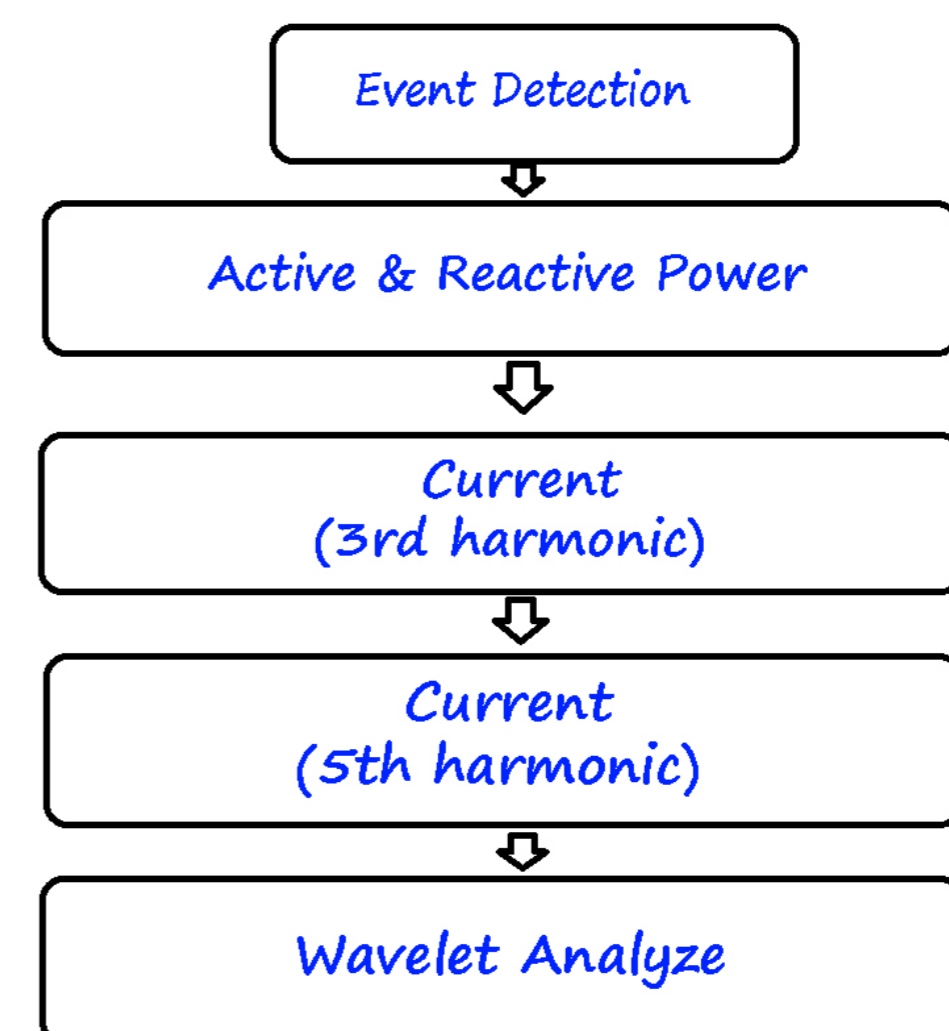 Event Detection
Active & Reactive Power
Current
(3rd harmonic)
Current
(5th harmonic)
Wavelet Analyze